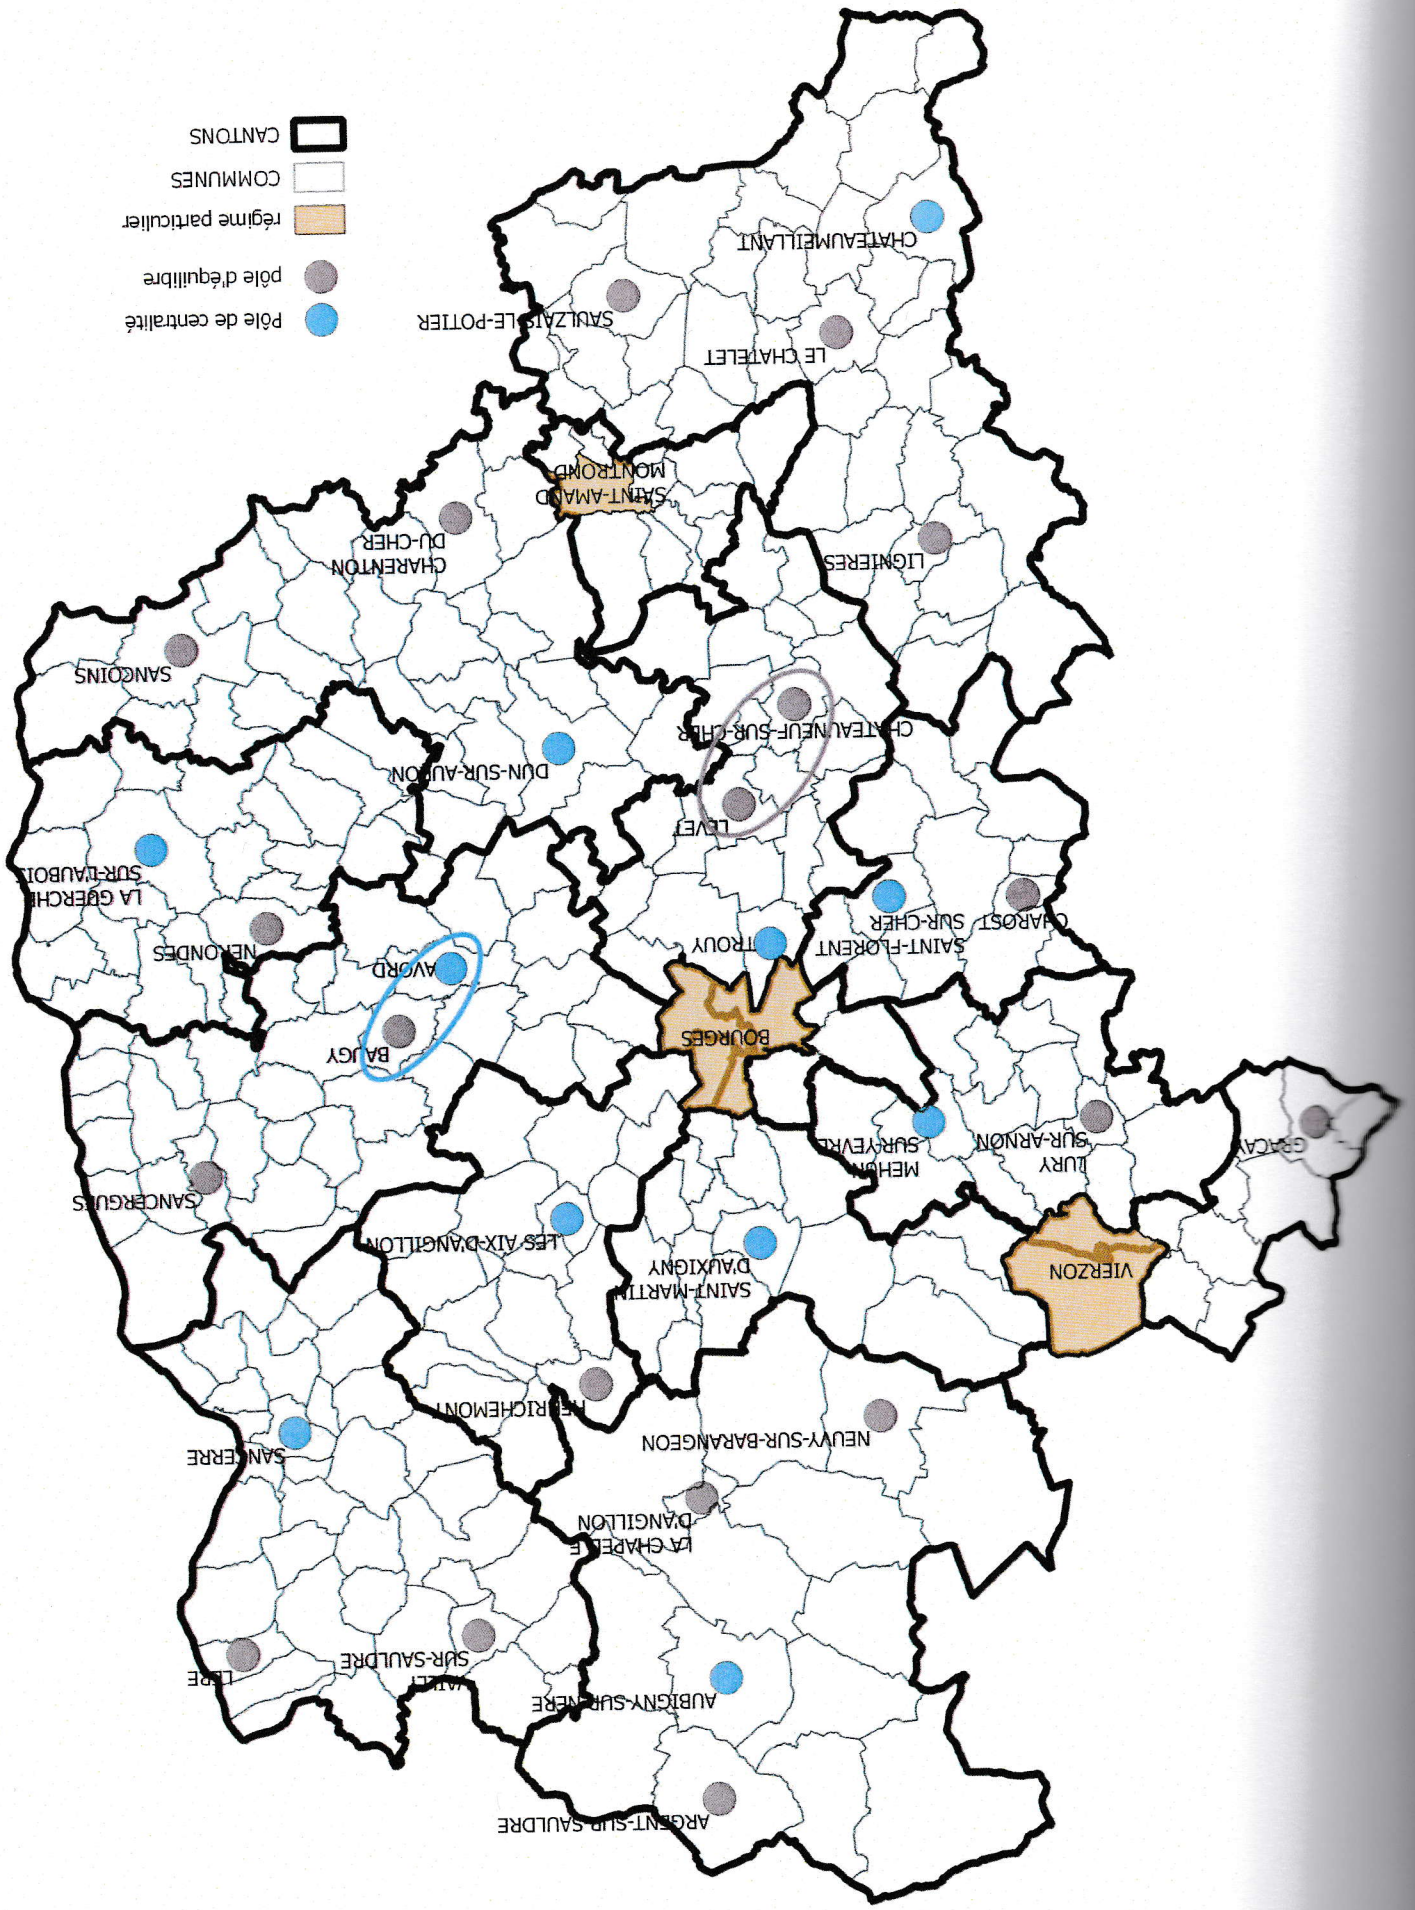 ARGENT-SUR-SAULDRE
AUBIGNY-SUR-NERE
VAILLY
SUR-SAULDRE
LERE
LA CHAPELLE
D'ANGILLON
NEUVY-SUR-BARANGEON
SANCERRE
HENRICHEMONT
SAINT-MARTIN
D'AUXIGNY
VIERZON
LES-AIX-D'ANGILLON
SANCERGUES
MEHUN
SUR-YEVRE
LURY
SUR-ARNON
GRACAY
BAUGY
BOURGES
AVORD
TROUY
SAINT-FLORENT
SUR-CHER
CHAROST
NERONDES
LA GUERCHE
SUR-L'AUBOIS
LEVET
DUN-SUR-AURON
CHATEAUNEUF-SUR-CHER
SANCOINS
CHARENTON
DU-CHER
LIGNIERES
SAINT-AMAND
MONTROND
LE CHATELET
SAULZAIS-LE-POTIER
CHATEAUMEILLANT
Pôle de centralité
pôle d'équilibre
régime particulier
COMMUNES
CANTONS